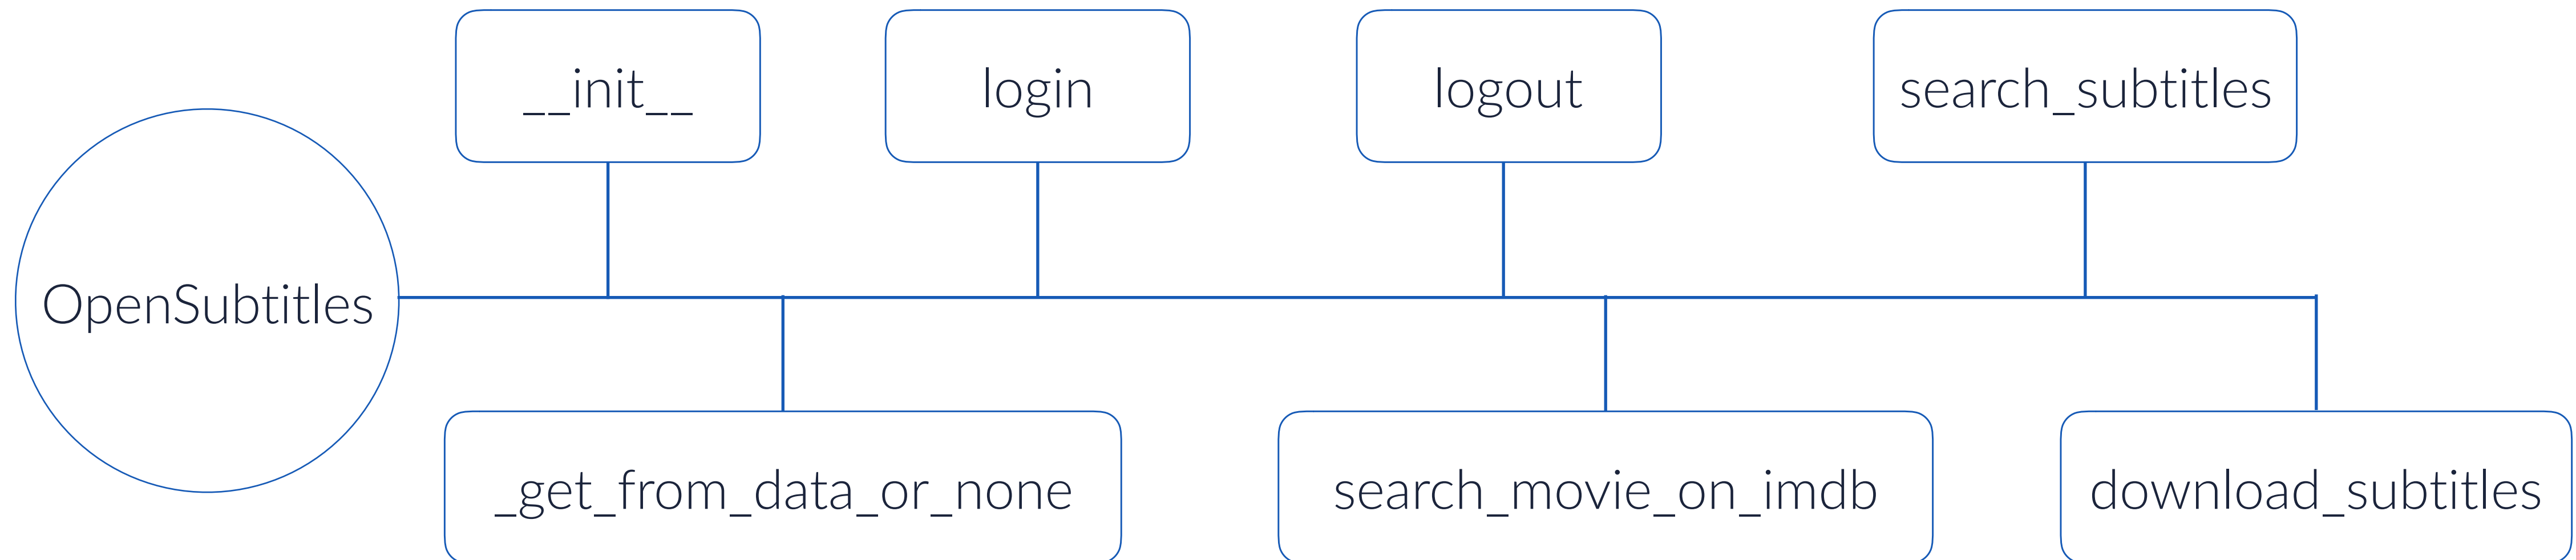 __init__
login
logout
search_subtitles
OpenSubtitles
_get_from_data_or_none
search_movie_on_imdb
download_subtitles